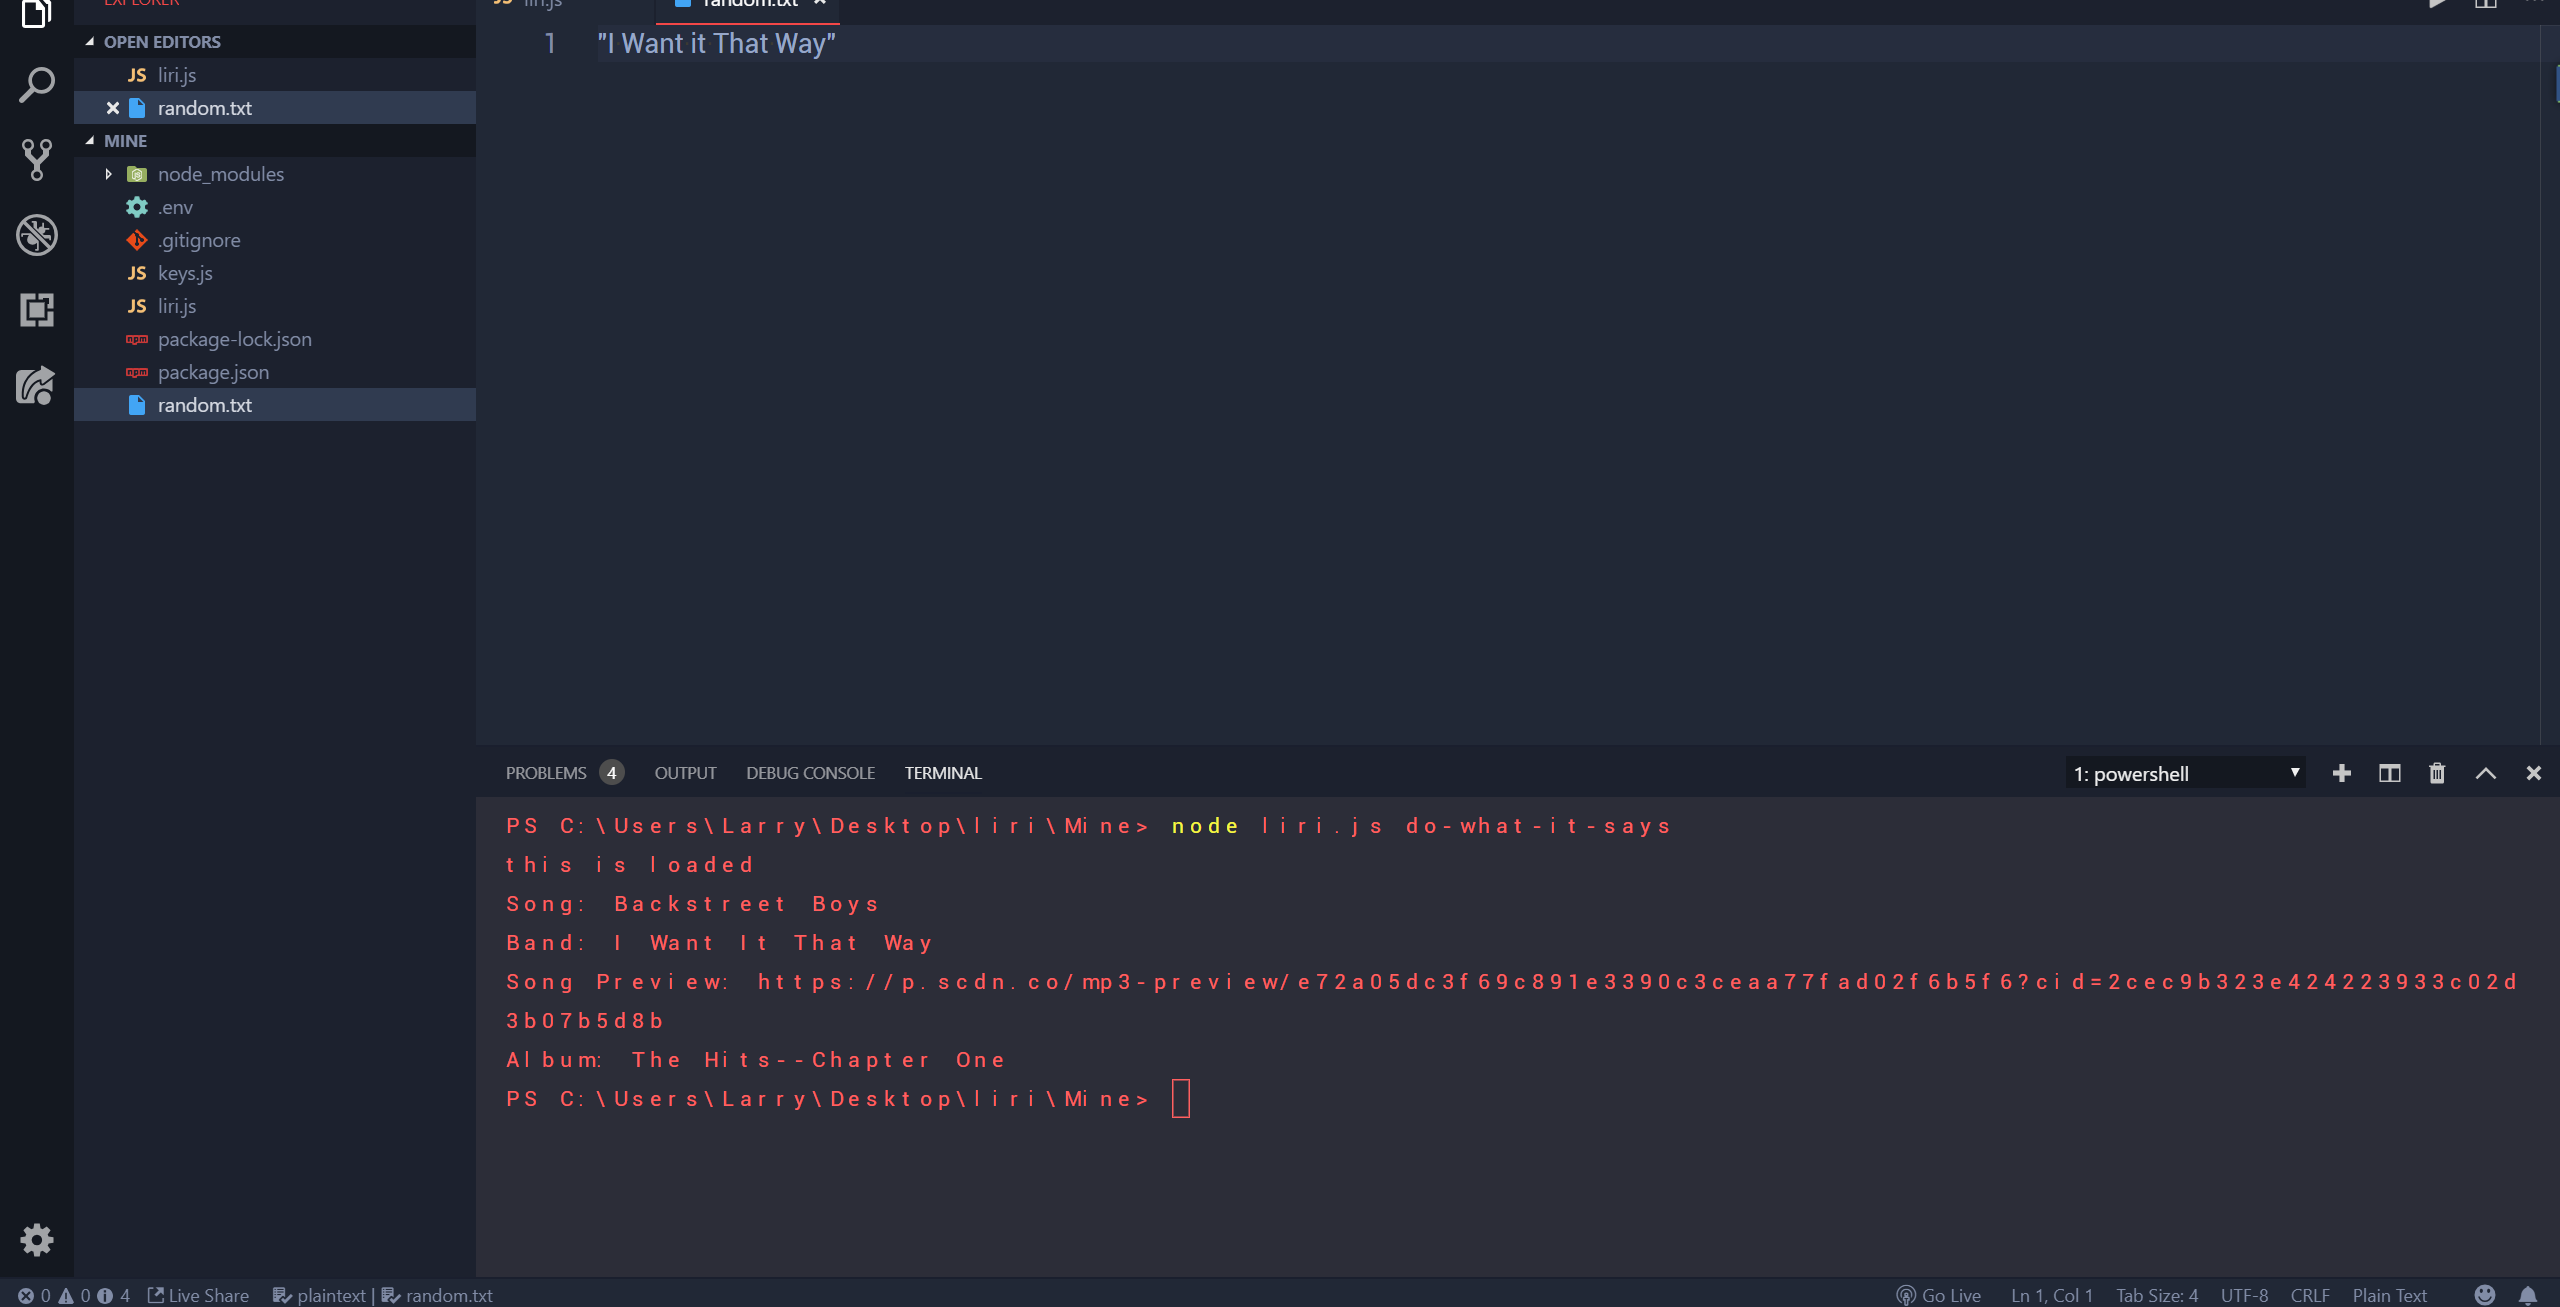 EXPLORER
OPEN EDITORS
JS liri.js
random.txt
MINE
node_modules
.env
.gitignore
JS keys.js
JS liri.js
package-lock.json
package.json
random.txt
JS liri.js random.txt
1 "I Want it That Way"
PROBLEMS 4 OUTPUT DEBUG CONSOLE TERMINAL 1: powershell
PS C:\Users\Larry\Desktop\liri\Mine> node liri.js do-what-it-says
this is loaded
Song: Backstreet Boys
Band: I Want It That Way
Song Preview: https://p.scdn.co/mp3-preview/e72a05dc3f69c891e3390c3ceaa77fad02f6b5f6?cid=2cec9b323e424223933c02d
3b07b5d8b
Album: The Hits--Chapter One
PS C:\Users\Larry\Desktop\liri\Mine>
0 0 4 Live Share plaintext | random.txt Go Live Ln 1, Col 1 Tab Size: 4 UTF-8 CRLF Plain Text